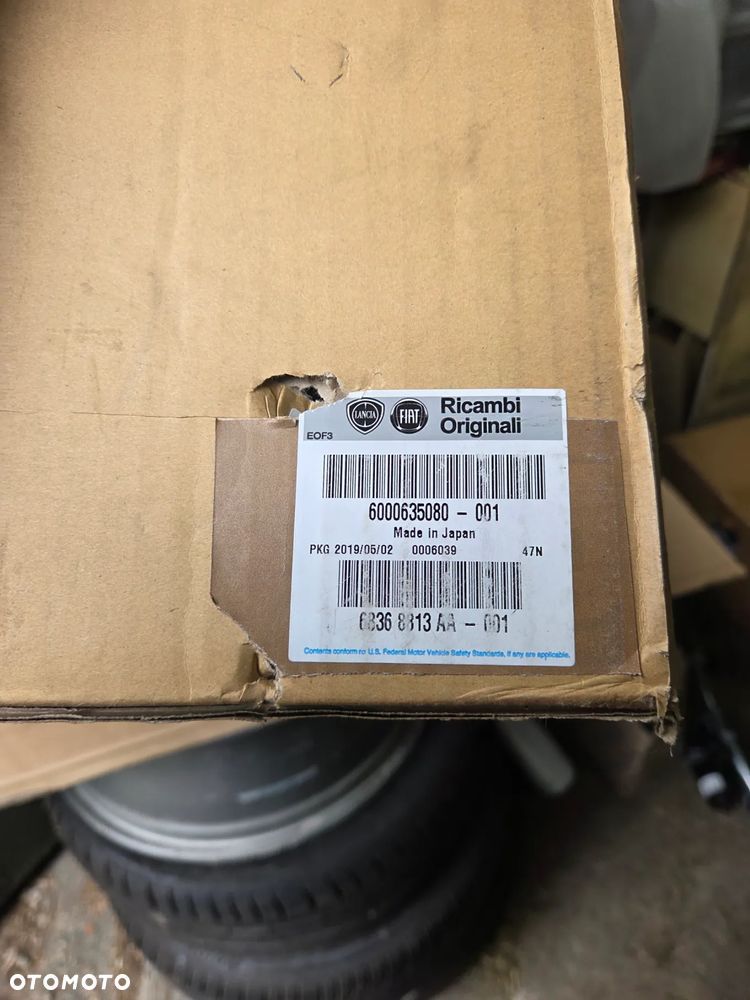 LANCIA
FIAT
Ricambi
Originali
EOF3
6000635080 - 001
Made in Japan
PKG 2019/05/02 0006039 47N
6836 8813 AA - 001
Contents conform to U.S. Federal Motor Vehicle Safety Standards, if any are applicable.
OTOMOTO